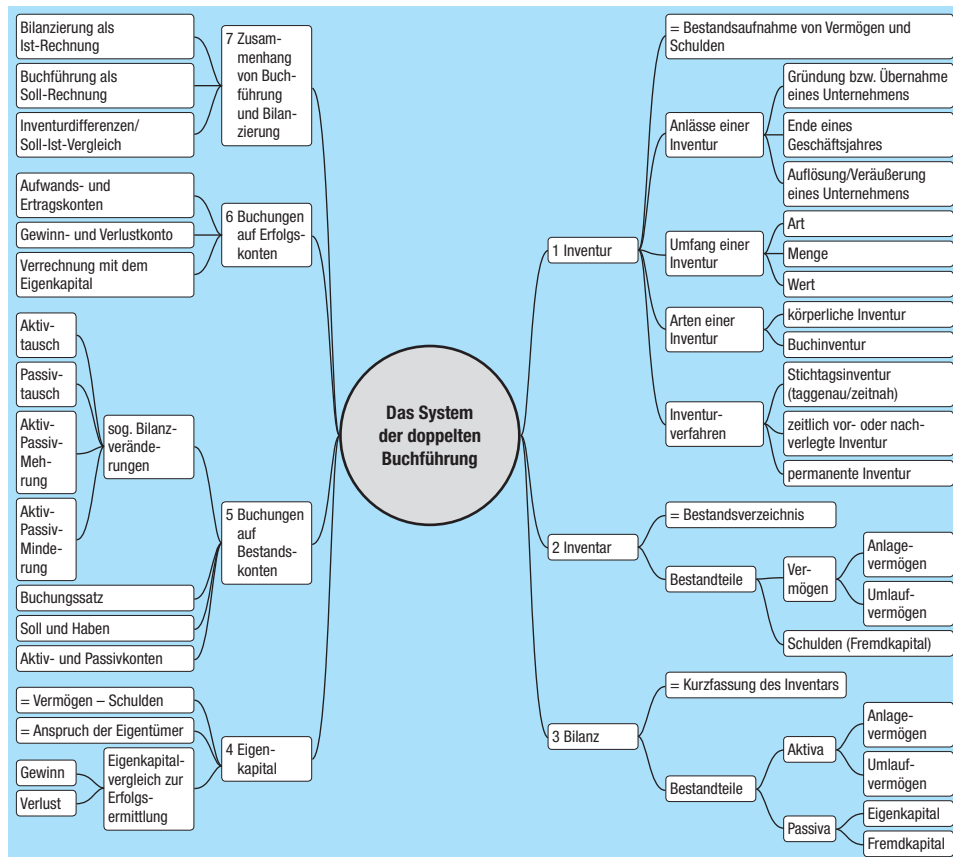 Das System
der doppelten
Buchführung
1 Inventur
= Bestandsaufnahme von Vermögen und
Schulden
Anlässe einer
Inventur
Gründung bzw. Übernahme
eines Unternehmens
Ende eines
Geschäftsjahres
Auflösung/Veräußerung
eines Unternehmens
Umfang einer
Inventur
Art
Menge
Wert
Arten einer
Inventur
körperliche Inventur
Buchinventur
Inventur-
verfahren
Stichtagsinventur
(taggenau/zeitnah)
zeitlich vor- oder nach-
verlegte Inventur
permanente Inventur
2 Inventar
= Bestandsverzeichnis
Bestandteile
Ver-
mögen
Anlage-
vermögen
Umlauf-
vermögen
Schulden (Fremdkapital)
3 Bilanz
= Kurzfassung des Inventars
Bestandteile
Aktiva
Anlage-
vermögen
Umlauf-
vermögen
Passiva
Eigenkapital
Fremdkapital
4 Eigen-
kapital
= Vermögen – Schulden
= Anspruch der Eigentümer
Eigenkapital-
vergleich zur
Erfolgs-
ermittlung
Gewinn
Verlust
5 Buchungen
auf
Bestands-
konten
sog. Bilanz-
verände-
rungen
Aktiv-
tausch
Passiv-
tausch
Aktiv-
Passiv-
Meh-
rung
Aktiv-
Passiv-
Minde-
rung
Buchungssatz
Soll und Haben
Aktiv- und Passivkonten
6 Buchungen
auf Erfolgs-
konten
Aufwands- und
Ertragskonten
Gewinn- und Verlustkonto
Verrechnung mit dem
Eigenkapital
7 Zusam-
menhang
von Buch-
führung
und Bilan-
zierung
Bilanzierung als
Ist-Rechnung
Buchführung als
Soll-Rechnung
Inventurdifferenzen/
Soll-Ist-Vergleich